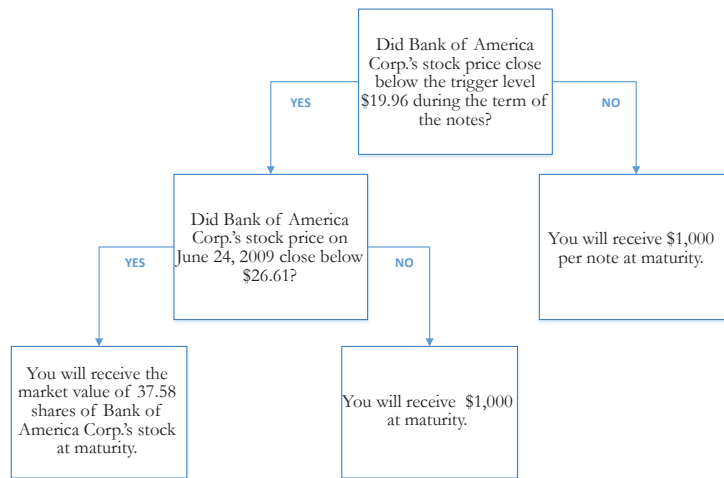 Did Bank of America
Corp.'s stock price close
below the trigger level
$19.96 during the term of
the notes?
YES
NO
Did Bank of America
Corp.'s stock price on
June 24, 2009 close below
$26.61?
You will receive $1,000
per note at maturity.
YES
NO
You will receive the
market value of 37.58
shares of Bank of
America Corp.'s stock
at maturity.
You will receive $1,000
at maturity.